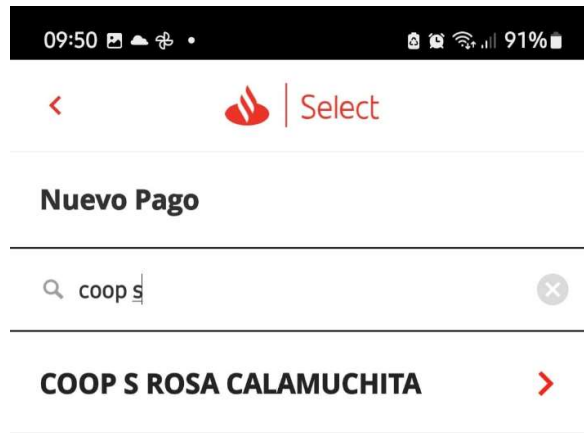 09:50 91%
Select
Nuevo Pago
coop s
COOP S ROSA CALAMUCHITA